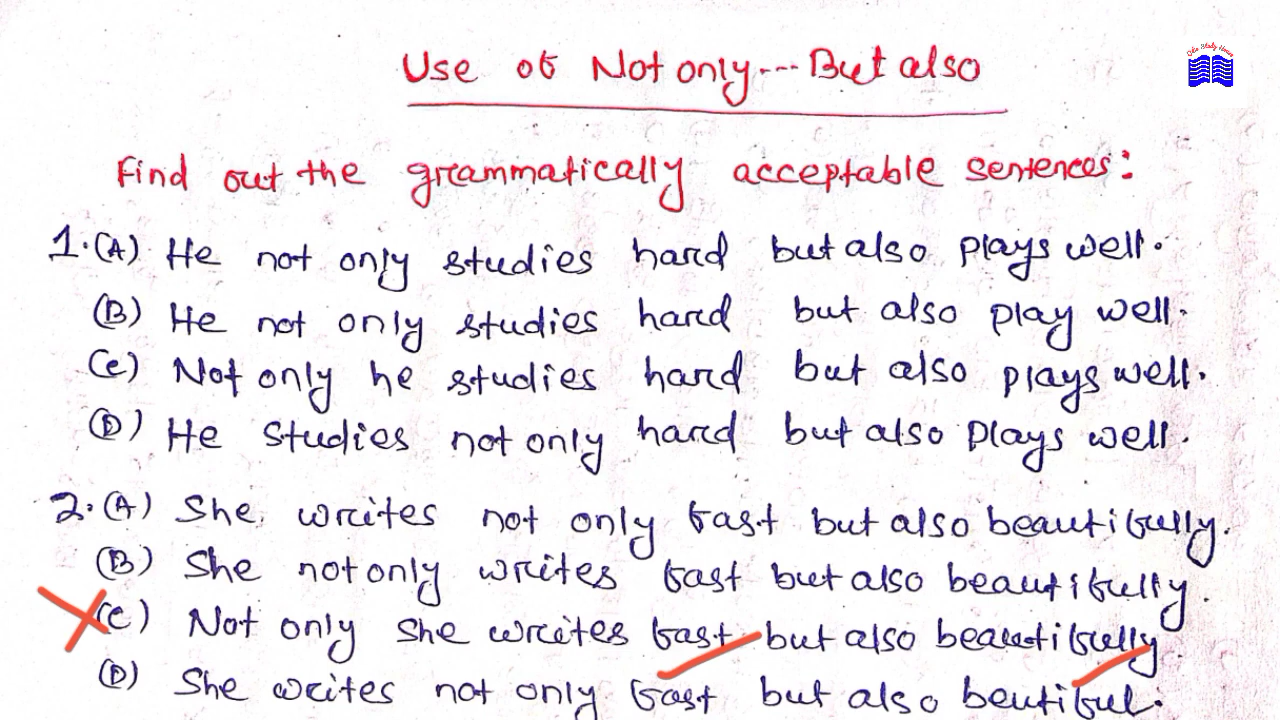 Use of Not only---But also
Find out the grammatically acceptable sentences:
1.(A) He not only studies hard but also plays well.
(B) He not only studies hard but also play well.
(C) Not only he studies hard but also plays well.
(D) He studies not only hard but also plays well.
2.(A) She writes not only fast but also beautifully.
(B) She not only writes fast but also beautifully.
(C) Not only she writes fast but also beautifully.
(D) She writes not only fast but also beutiful.